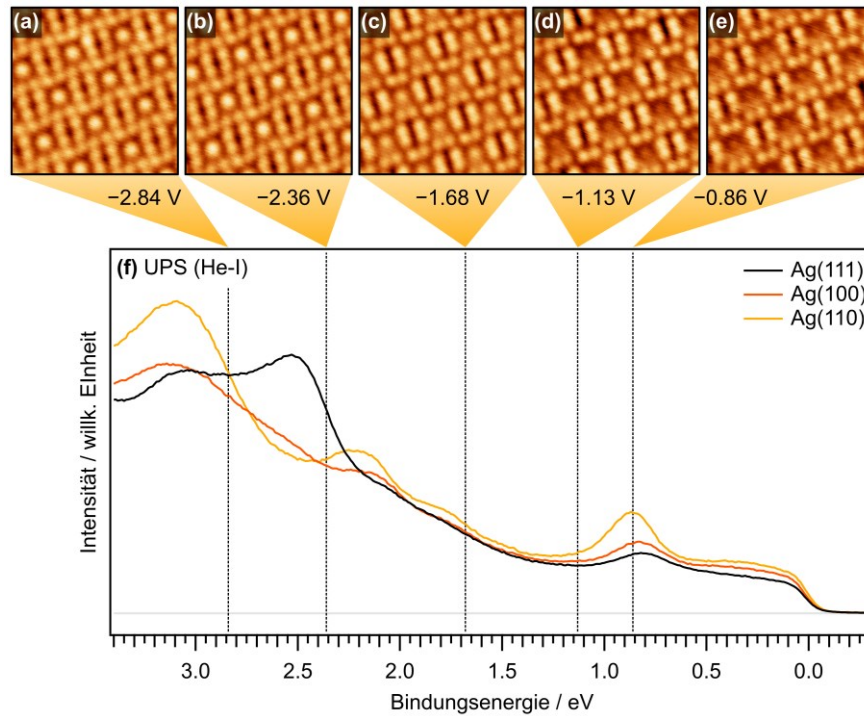 (a) (b) (c) (d) (e)
−2.84 V −2.36 V −1.68 V −1.13 V −0.86 V
(f) UPS (He-I)
Ag(111)
Ag(100)
Ag(110)
Intensität / willk. EInheit
3.0 2.5 2.0 1.5 1.0 0.5 0.0
Bindungsenergie / eV